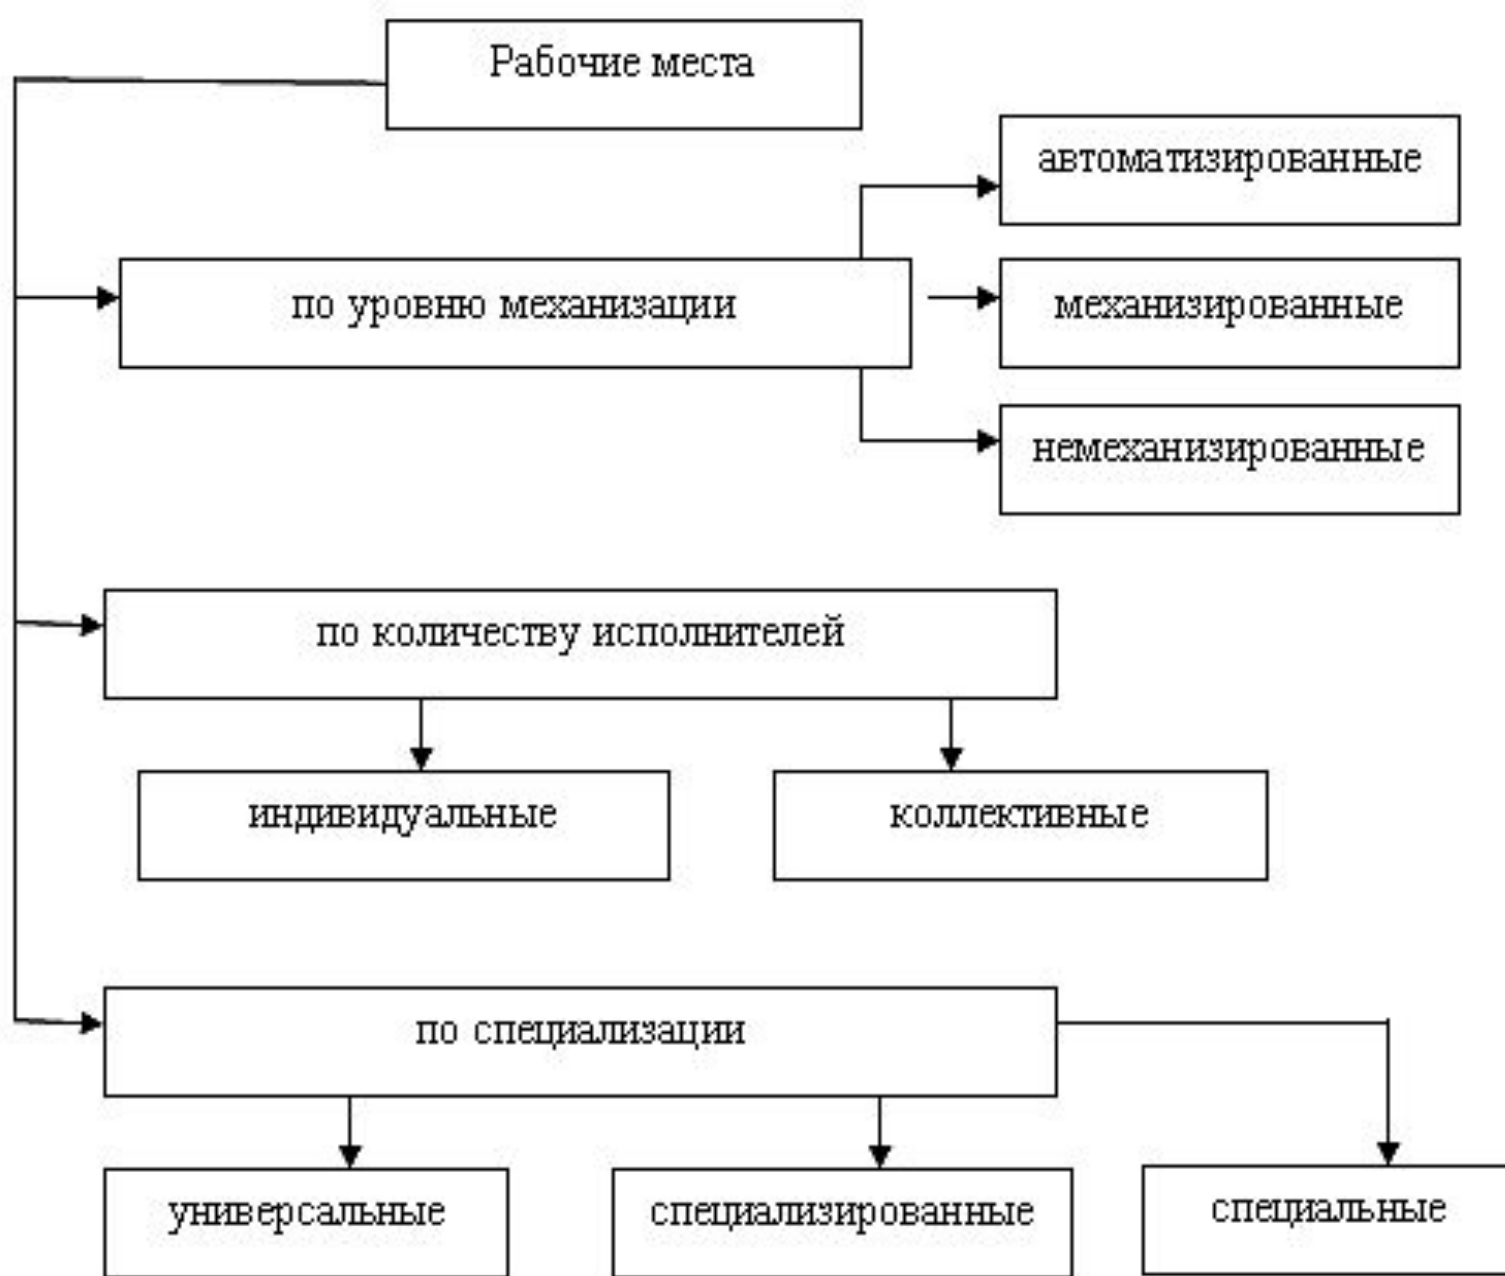 Рабочие места
автоматизированные
по уровню механизации
механизированные
немеханизированные
по количеству исполнителей
индивидуальные
коллективные
по специализации
универсальные
специализированные
специальные